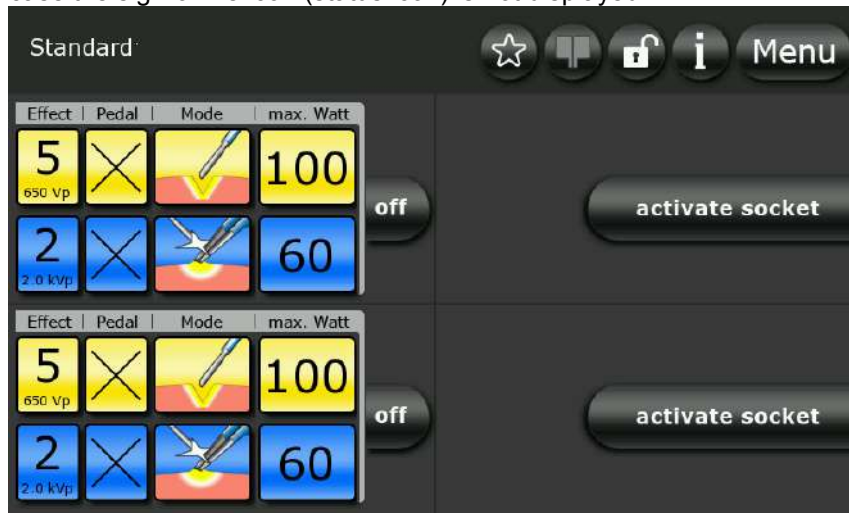 Standard
i
Menu
Effect | Pedal | Mode | max. Watt
5
650 Vp
100
off
activate socket
2
2.0 kVp
60
Effect | Pedal | Mode | max. Watt
5
650 Vp
100
off
activate socket
2
2.0 kVp
60